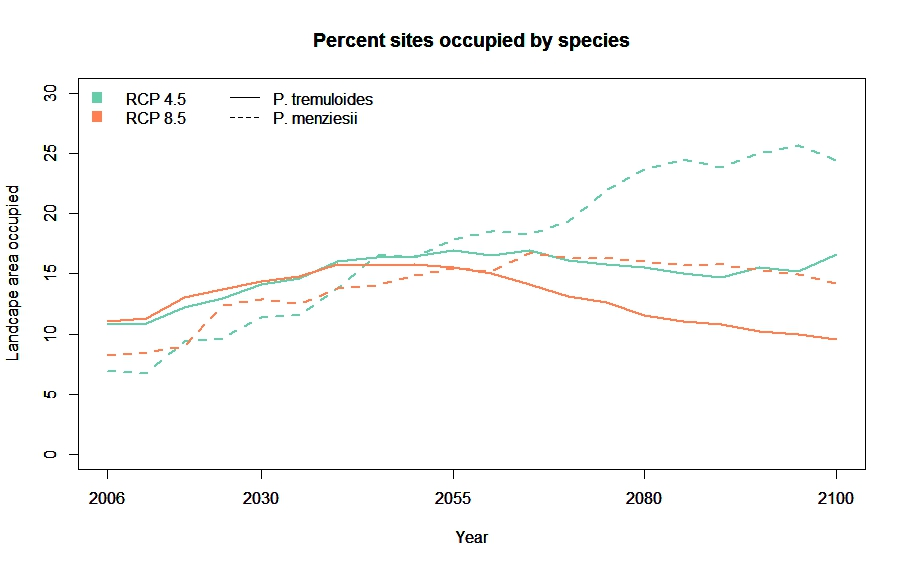 Percent sites occupied by species
RCP 4.5 P. tremuloides
RCP 8.5 P. menziesii
Landcape area occupied
30
25
20
15
10
5
0
2006 2030 2055 2080 2100
Year